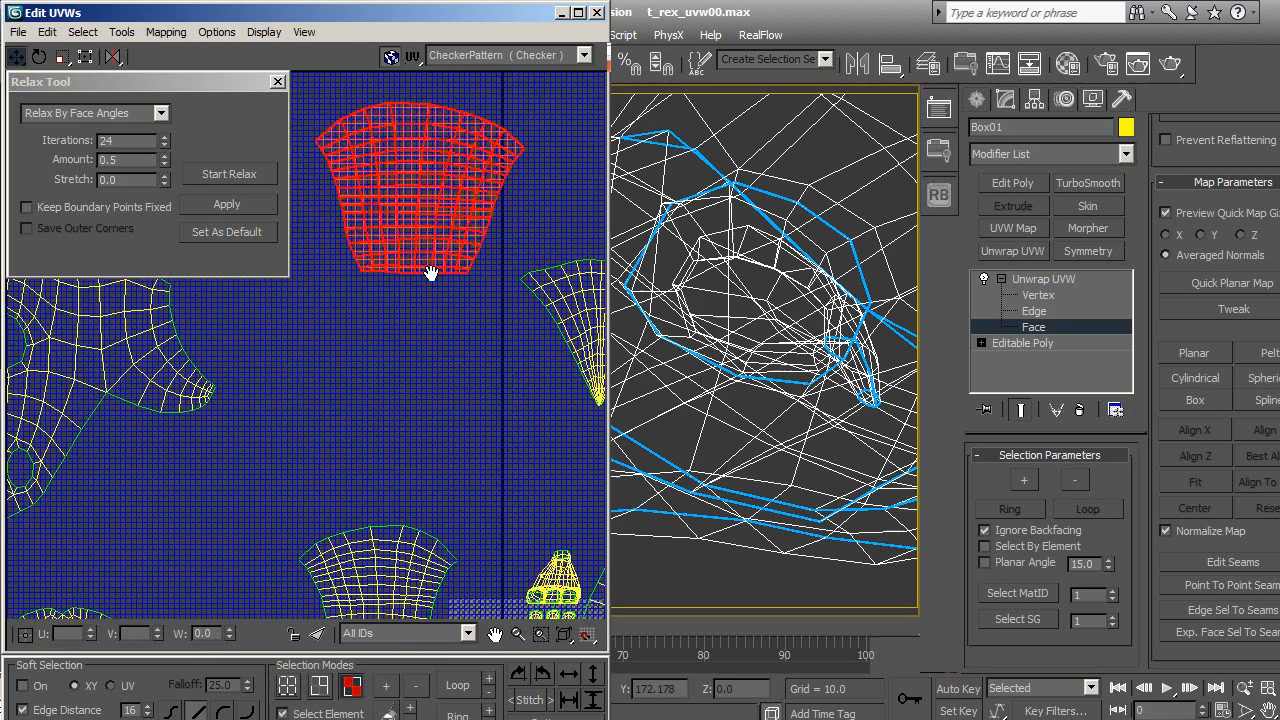 Edit UVWs
File Edit Select Tools Mapping Options Display View
UV CheckerPattern ( Checker )
Relax Tool
Relax By Face Angles
Iterations: 24
Amount: 0.5
Stretch: 0.0
Start Relax
Keep Boundary Points Fixed
Apply
Save Outer Corners
Set As Default
U: V: W: 0.0 All IDs
Soft Selection
On XY UV Falloff: 25.0
Edge Distance 16
Selection Modes
+ - Loop + -
Select Element
Ring +
Stitch
sion t_rex_uvw00.max
Type a keyword or phrase
Script PhysX Help RealFlow
Create Selection Se
RB
Box01
Modifier List
Edit Poly TurboSmooth
Extrude Skin
UVW Map Morpher
Unwrap UVW Symmetry
Unwrap UVW
Vertex
Edge
Face
Editable Poly
- Selection Parameters
+ -
Ring Loop
Ignore Backfacing
Select By Element
Planar Angle 15.0
Select MatID 1
Select SG 1
Prevent Reflattening
- Map Parameters
Preview Quick Map G
X Y Z
Averaged Normals
Quick Planar Map
Tweak
Planar Pelt
Cylindrical Spheri
Box Spline
Align X Align
Align Z Best Al
Fit Align To
Center Rese
Normalize Map
Edit Seams
Point To Point Seam
Edge Sel To Seams
Exp. Face Sel To Sea
70 80 90 100
Y: 172.178 Z: 0.0 Grid = 10.0
Add Time Tag
Auto Key Selected
Set Key Key Filters... 0